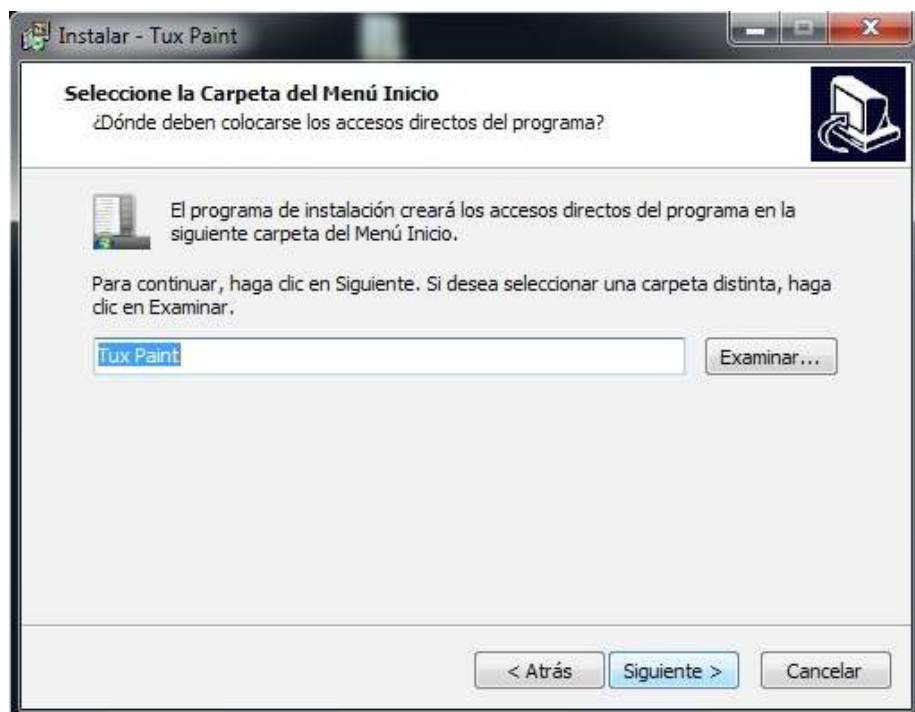 Instalar - Tux Paint
Seleccione la Carpeta del Menú Inicio
¿Dónde deben colocarse los accesos directos del programa?
El programa de instalación creará los accesos directos del programa en la
siguiente carpeta del Menú Inicio.
Para continuar, haga clic en Siguiente. Si desea seleccionar una carpeta distinta, haga
clic en Examinar.
Tux Paint
Examinar...
< Atrás
Siguiente >
Cancelar